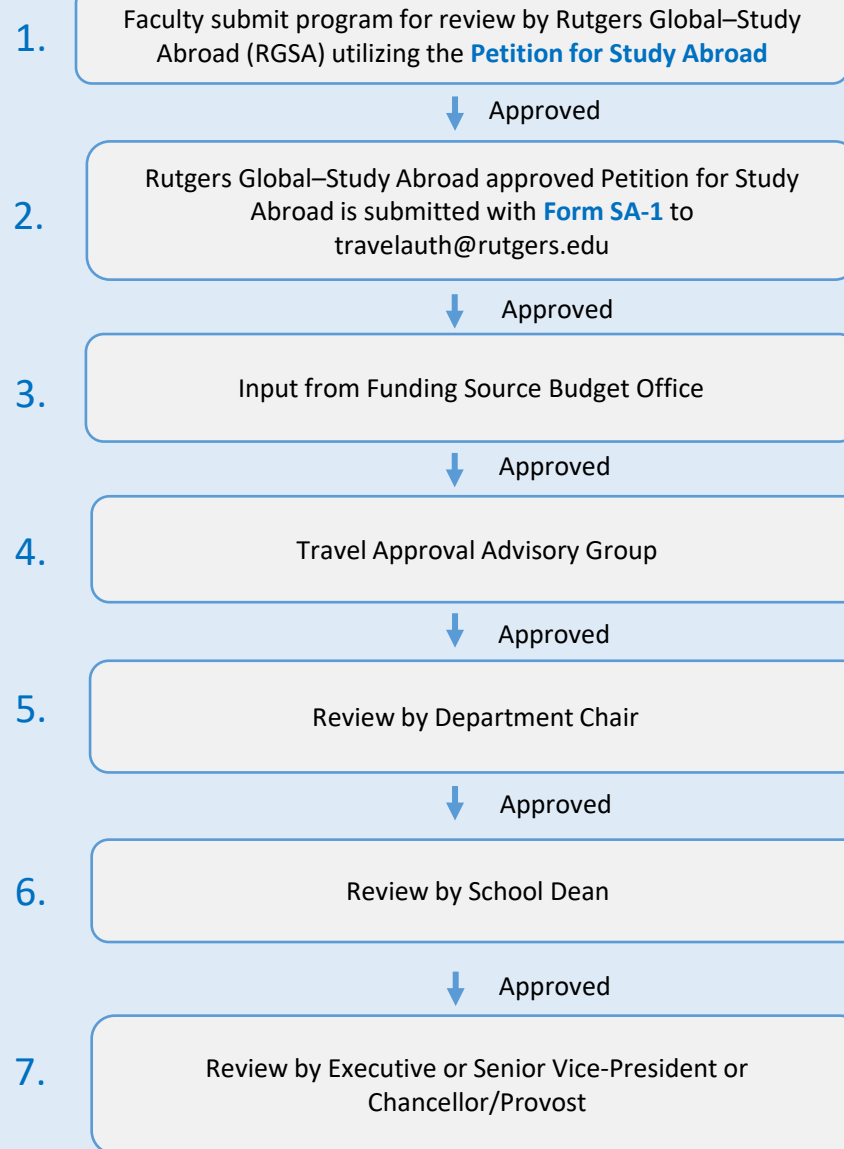 1.
Faculty submit program for review by Rutgers Global–Study
Abroad (RGSA) utilizing the Petition for Study Abroad
Approved
2.
Rutgers Global–Study Abroad approved Petition for Study
Abroad is submitted with Form SA-1 to
travelauth@rutgers.edu
Approved
3.
Input from Funding Source Budget Office
Approved
4.
Travel Approval Advisory Group
Approved
5.
Review by Department Chair
Approved
6.
Review by School Dean
Approved
7.
Review by Executive or Senior Vice-President or
Chancellor/Provost